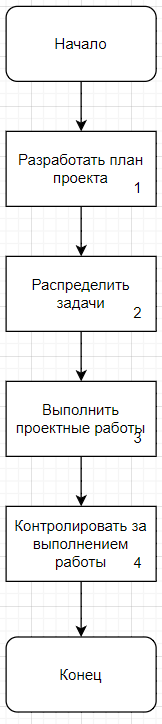 Начало
Разработать план
проекта
1
Распределить
задачи
2
Выполнить
проектные работы
3
Контролировать за
выполнением
работы
4
Конец